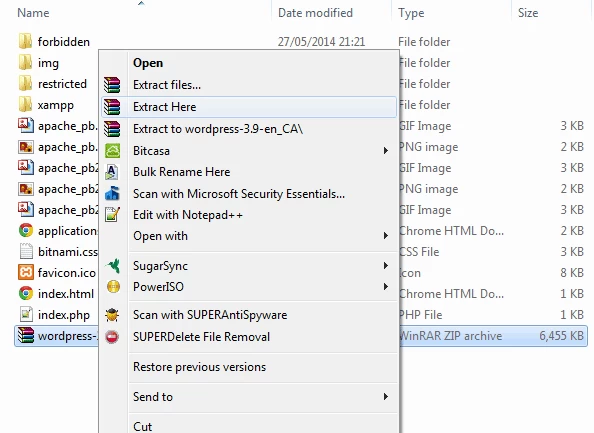 Name Date modified Type Size
forbidden 27/05/2014 21:21 File folder
img File folder
restricted File folder
xampp File folder
apache_pb. GIF Image 3 KB
apache_pb. PNG image 2 KB
apache_pb2 GIF Image 3 KB
apache_pb2 PNG image 2 KB
apache_pb2 GIF Image 3 KB
applications Chrome HTML Do... 2 KB
bitnami.css CSS File 3 KB
favicon.ico Icon 8 KB
index.html Chrome HTML Do... 3 KB
index.php PHP File 3 KB
wordpress-. WinRAR ZIP archive 6,455 KB
Open
Extract files...
Extract Here
Extract to wordpress-3.9-en_CA\
Bitcasa
Bulk Rename Here
Scan with Microsoft Security Essentials...
Edit with Notepad++
Open with
SugarSync
PowerISO
Scan with SUPERAntiSpyware
SUPERDelete File Removal
Restore previous versions
Send to
Cut